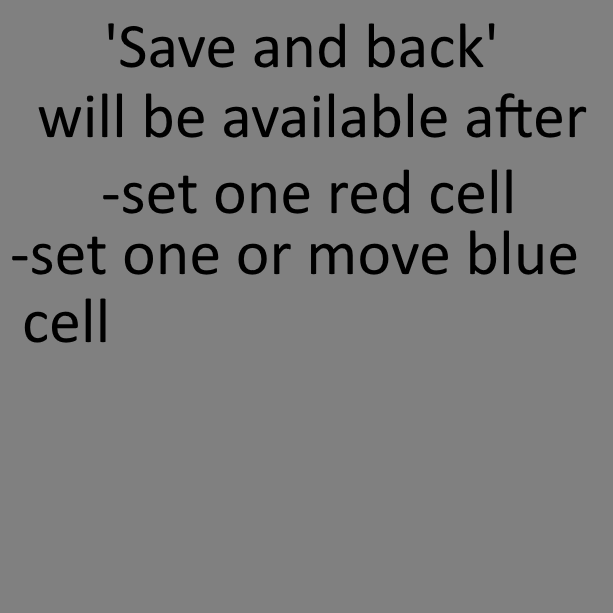 'Save and back'
will be available after
-set one red cell
-set one or move blue
cell